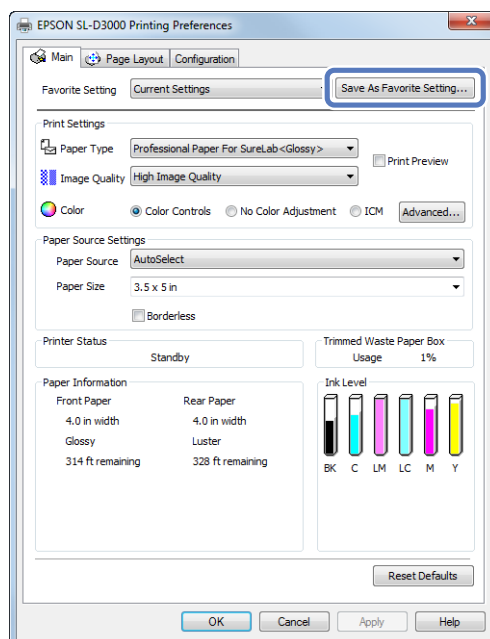 EPSON SL-D3000 Printing Preferences
Main Page Layout Configuration
Favorite Setting Current Settings Save As Favorite Setting...
Print Settings
Paper Type Professional Paper For SureLab<Glossy>
Print Preview
Image Quality High Image Quality
Color Color Controls No Color Adjustment ICM Advanced...
Paper Source Settings
Paper Source AutoSelect
Paper Size 3.5 x 5 in
Borderless
Printer Status
Standby
Trimmed Waste Paper Box
Usage 1%
Paper Information
Front Paper Rear Paper
4.0 in width 4.0 in width
Glossy Luster
314 ft remaining 328 ft remaining
Ink Level
BK C LM LC M Y
Reset Defaults
OK Cancel Apply Help